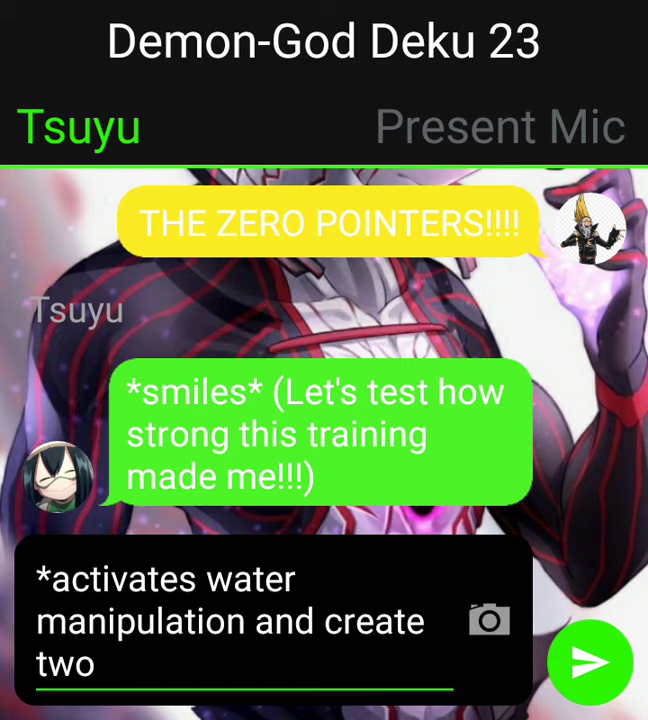 Demon-God Deku 23
Tsuyu
Present Mic
THE ZERO POINTERS!!!!
Tsuyu
*smiles* (Let's test how
strong this training
made me!!!)
*activates water
manipulation and create
two